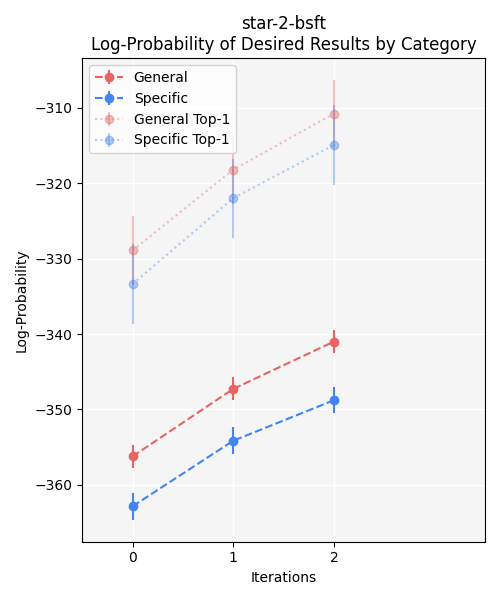 star-2-bsft
Log-Probability of Desired Results by Category
General
Specific
General Top-1
Specific Top-1
−310
−320
−330
−340
−350
−360
Log-Probability
0 1 2
Iterations